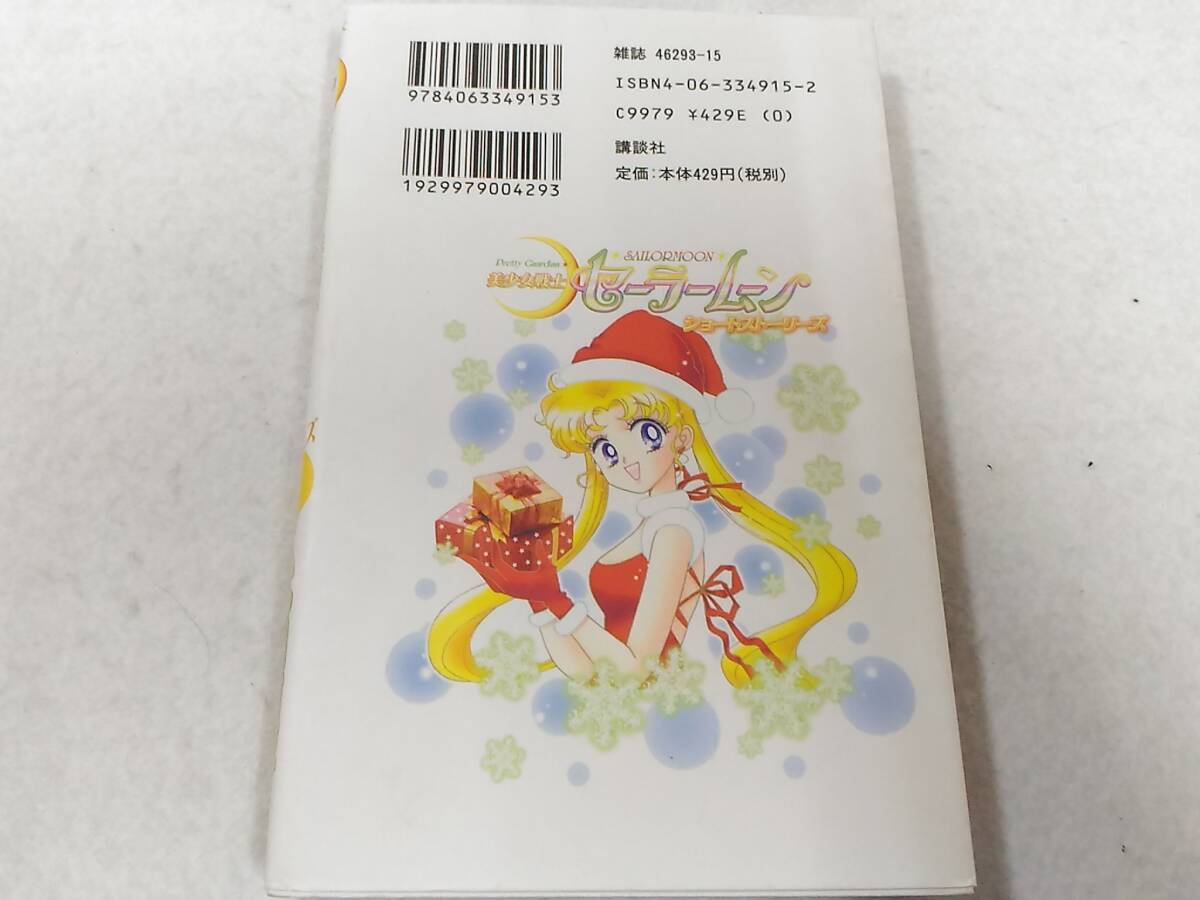 9784063349153
1929979004293
雑誌 46293-15
ISBN4-06-334915-2
C9979 ¥429E (0)
講談社
定価:本体429円(税別)
Pretty Guardian
SAILORMOON
美少女戦士
セーラームーン
ショートストーリーズ
ズ